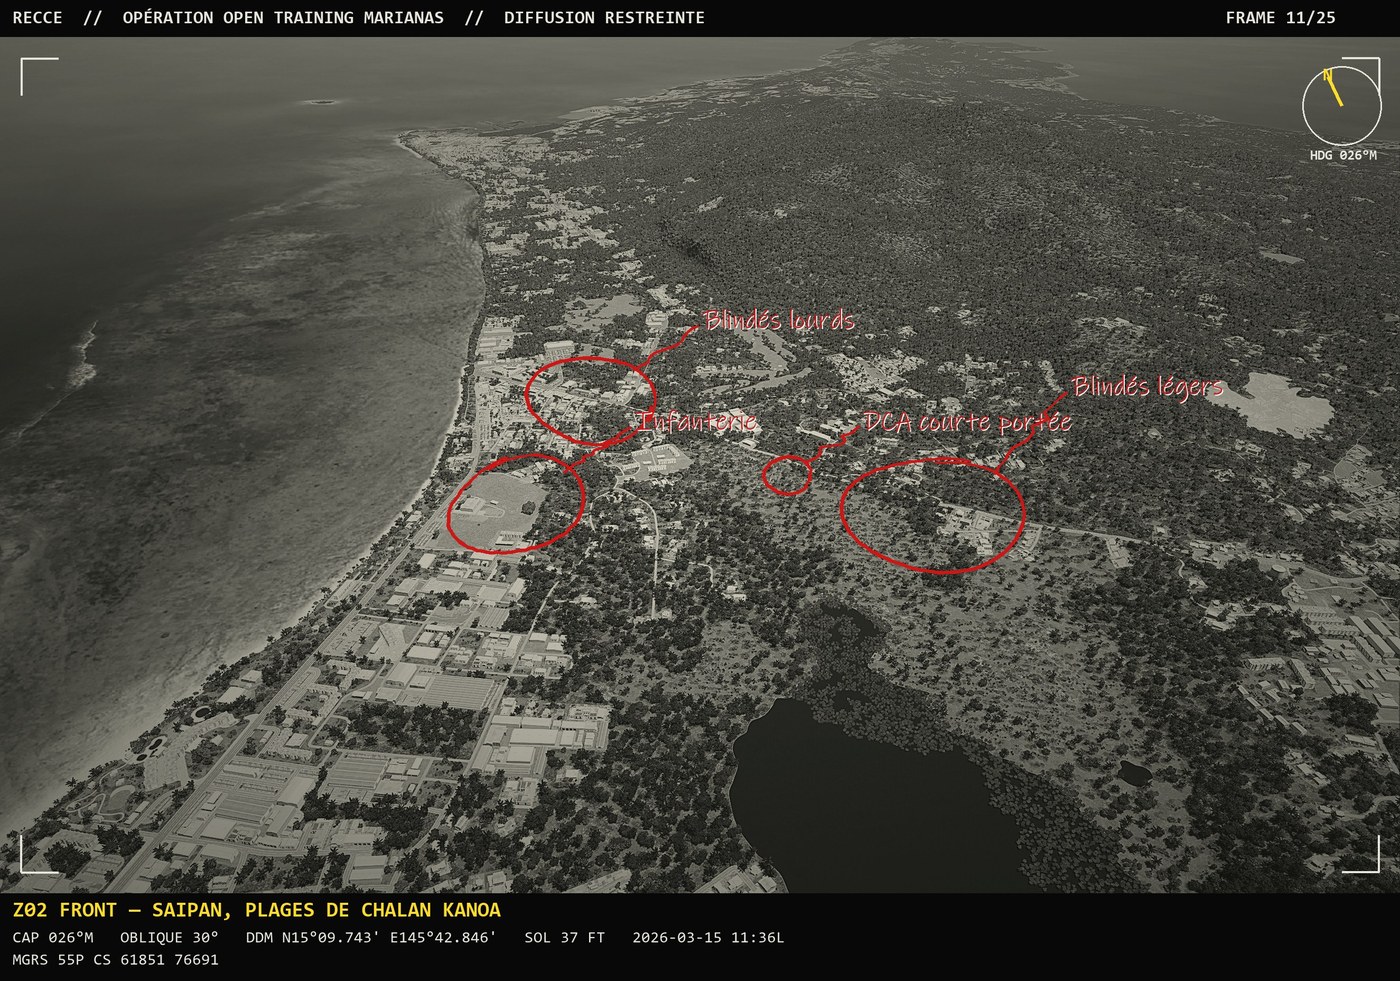 RECCE // OPÉRATION OPEN TRAINING MARIANAS // DIFFUSION RESTREINTE
FRAME 11/25
N
HDG 026°M
Blindés lourds
Blindés légers
Infanterie
DCA courte portée
Z02 FRONT — SAIPAN, PLAGES DE CHALAN KANOA
CAP 026°M OBLIQUE 30° DDM N15°09.743' E145°42.846' SOL 37 FT 2026-03-15 11:36L
MGRS 55P CS 61851 76691